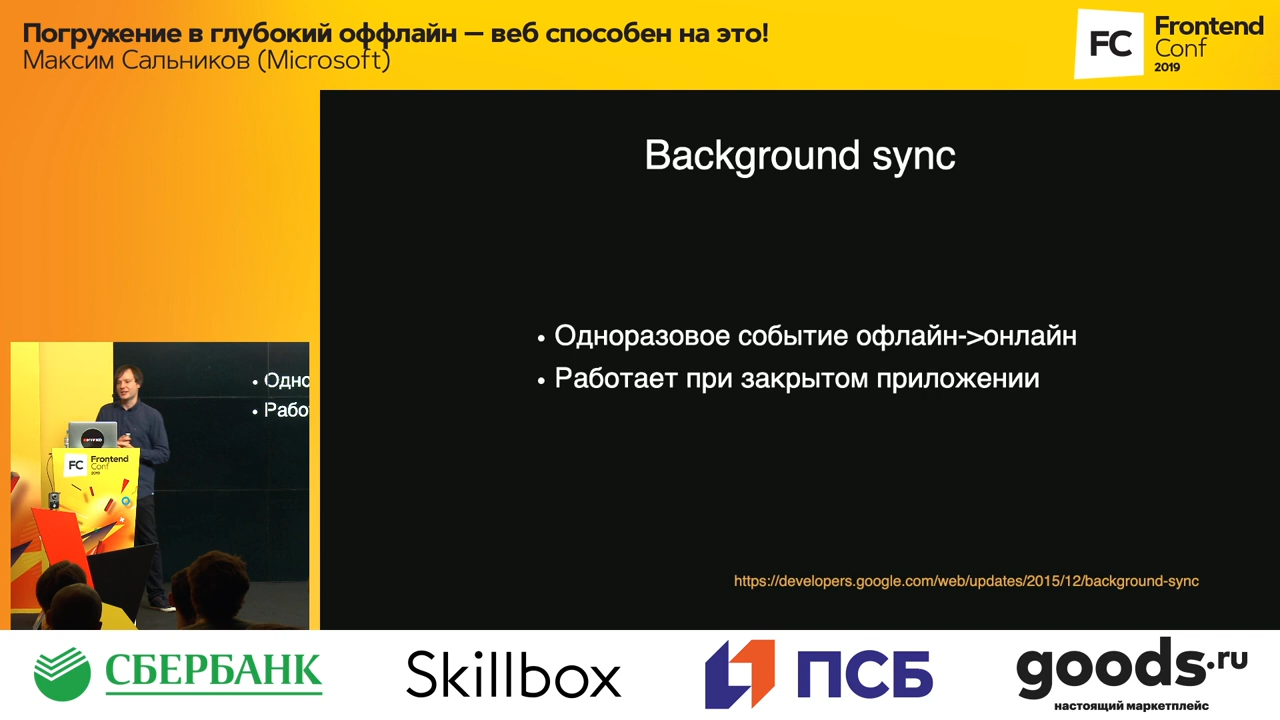 Погружение в глубокий оффлайн — веб способен на это!
Максим Сальников (Microsoft)
FC
Frontend
Conf
2019
Background sync
• Одноразовое событие офлайн->онлайн
• Работает при закрытом приложении
https://developers.google.com/web/updates/2015/12/background-sync
• Одно
• Рабо
FC
Frontend
Conf
2019
СБЕРБАНК
Skillbox
ПСБ
goods.ru
настоящий маркетплейс